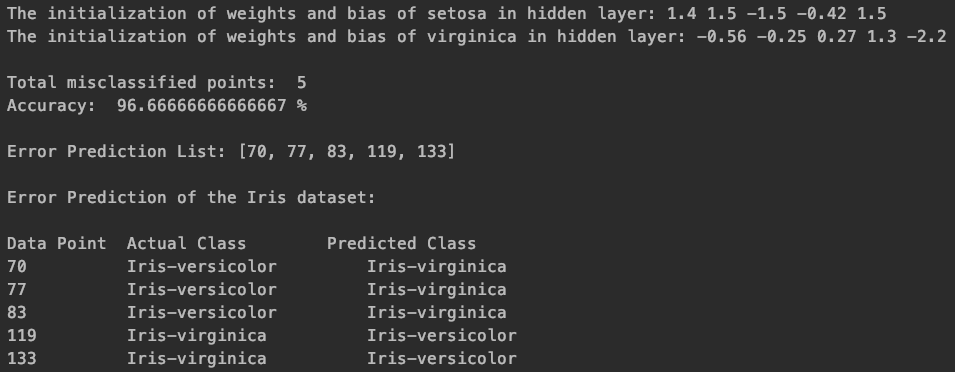 The initialization of weights and bias of setosa in hidden layer: 1.4 1.5 -1.5 -0.42 1.5
The initialization of weights and bias of virginica in hidden layer: -0.56 -0.25 0.27 1.3 -2.2
Total misclassified points:  5
Accuracy:  96.66666666666667 %
Error Prediction List: [70, 77, 83, 119, 133]
Error Prediction of the Iris dataset:
Data Point  Actual Class        Predicted Class
70          Iris-versicolor         Iris-virginica
77          Iris-versicolor         Iris-virginica
83          Iris-versicolor         Iris-virginica
119         Iris-virginica          Iris-versicolor
133         Iris-virginica          Iris-versicolor